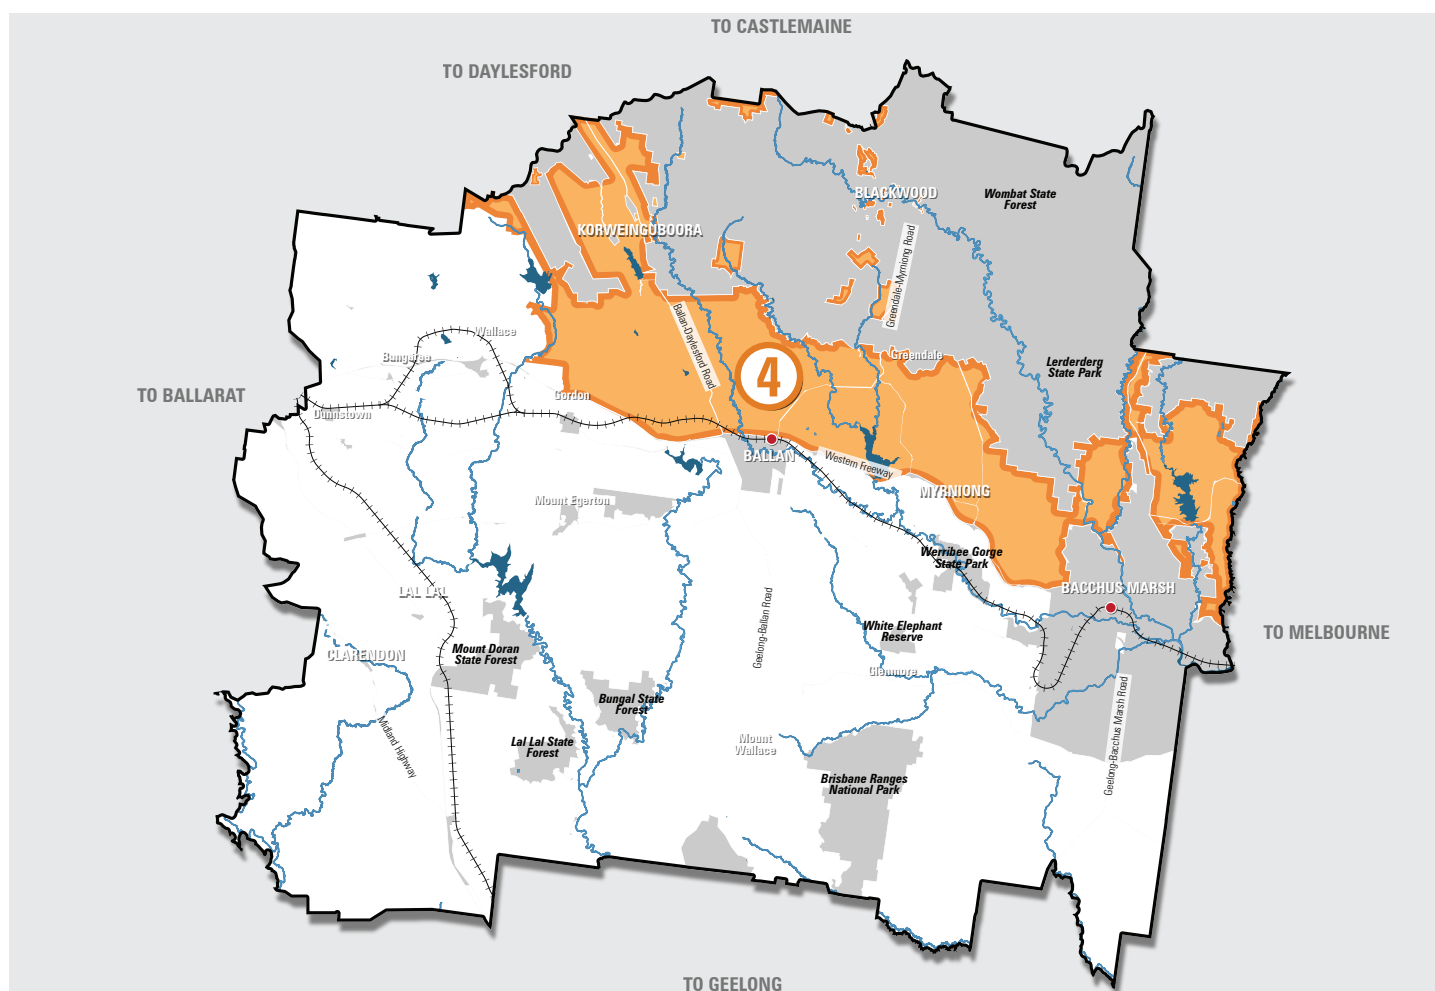 TO CASTLEMAINE
TO DAYLESFORD
BLACKWOOD
Wombat State
Forest
KORWEINGUBOORA
Greendale-Myrniong Road
Ballan-Daylesford Road
Wallace
Bungaree
Greendale
Lerderderg
State Park
4
TO BALLARAT
Gordon
Dunnstown
BALLAN
Western Freeway
MYRNIONG
Mount Egerton
Werribee Gorge
State Park
LAL LAL
BACCHUS MARSH
Geelong-Ballan Road
White Elephant
Reserve
TO MELBOURNE
Mount Doran
State Forest
CLARENDON
Glenmore
Bungal State
Forest
Midland Highway
Lal Lal State
Forest
Mount
Wallace
Geelong-Bacchus Marsh Road
Brisbane Ranges
National Park
TO GEELONG